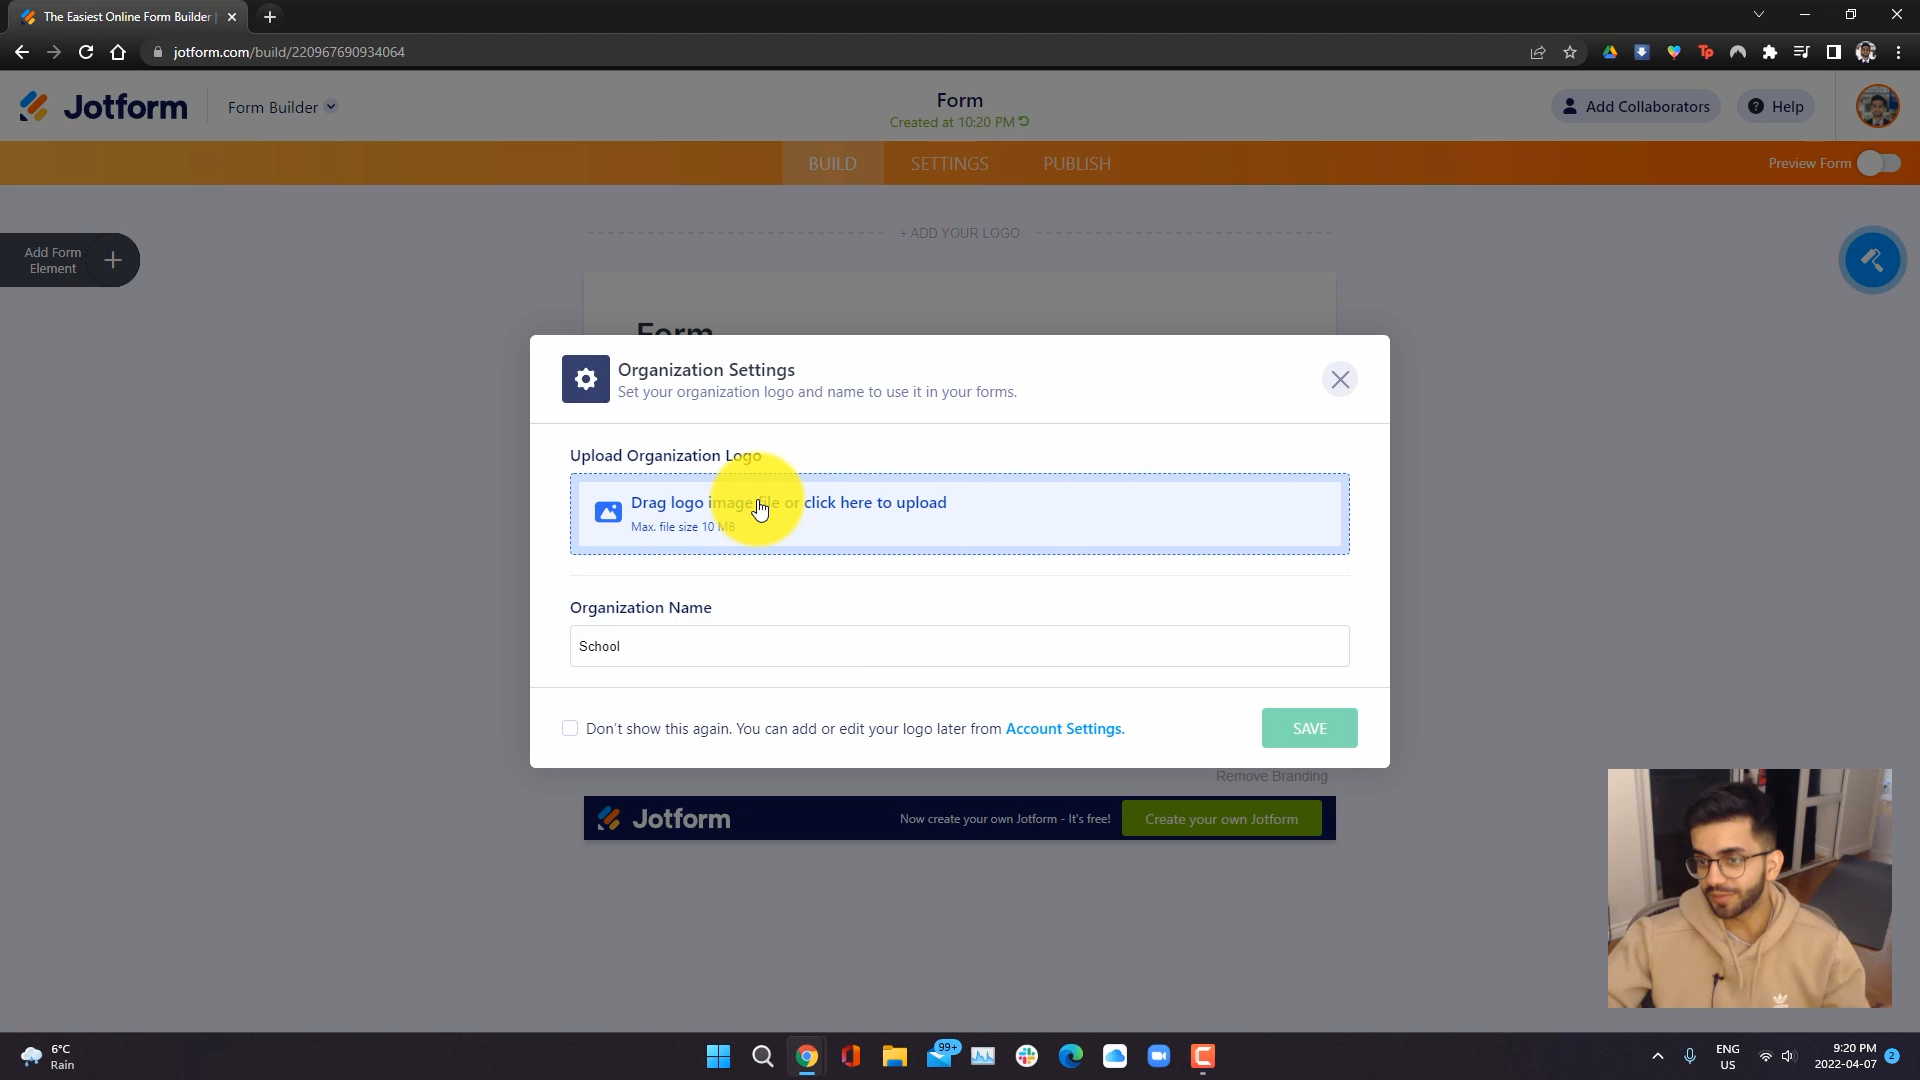 The Easiest Online Form Builder |
jotform.com/build/220967690934064
Tp
Jotform
Form Builder
Form
Created at 10:20 PM
Add Collaborators
Help
BUILD
SETTINGS
PUBLISH
Preview Form
Add Form
Element
+ ADD YOUR LOGO
Form
Organization Settings
Set your organization logo and name to use it in your forms.
Upload Organization Logo
Drag logo image file or click here to upload
Max. file size 10 MB
Organization Name
School
Don't show this again. You can add or edit your logo later from Account Settings.
SAVE
Remove Branding
Jotform
Now create your own Jotform - It's free!
Create your own Jotform
6°C
Rain
99+
ENG
US
9:20 PM
2022-04-07
2